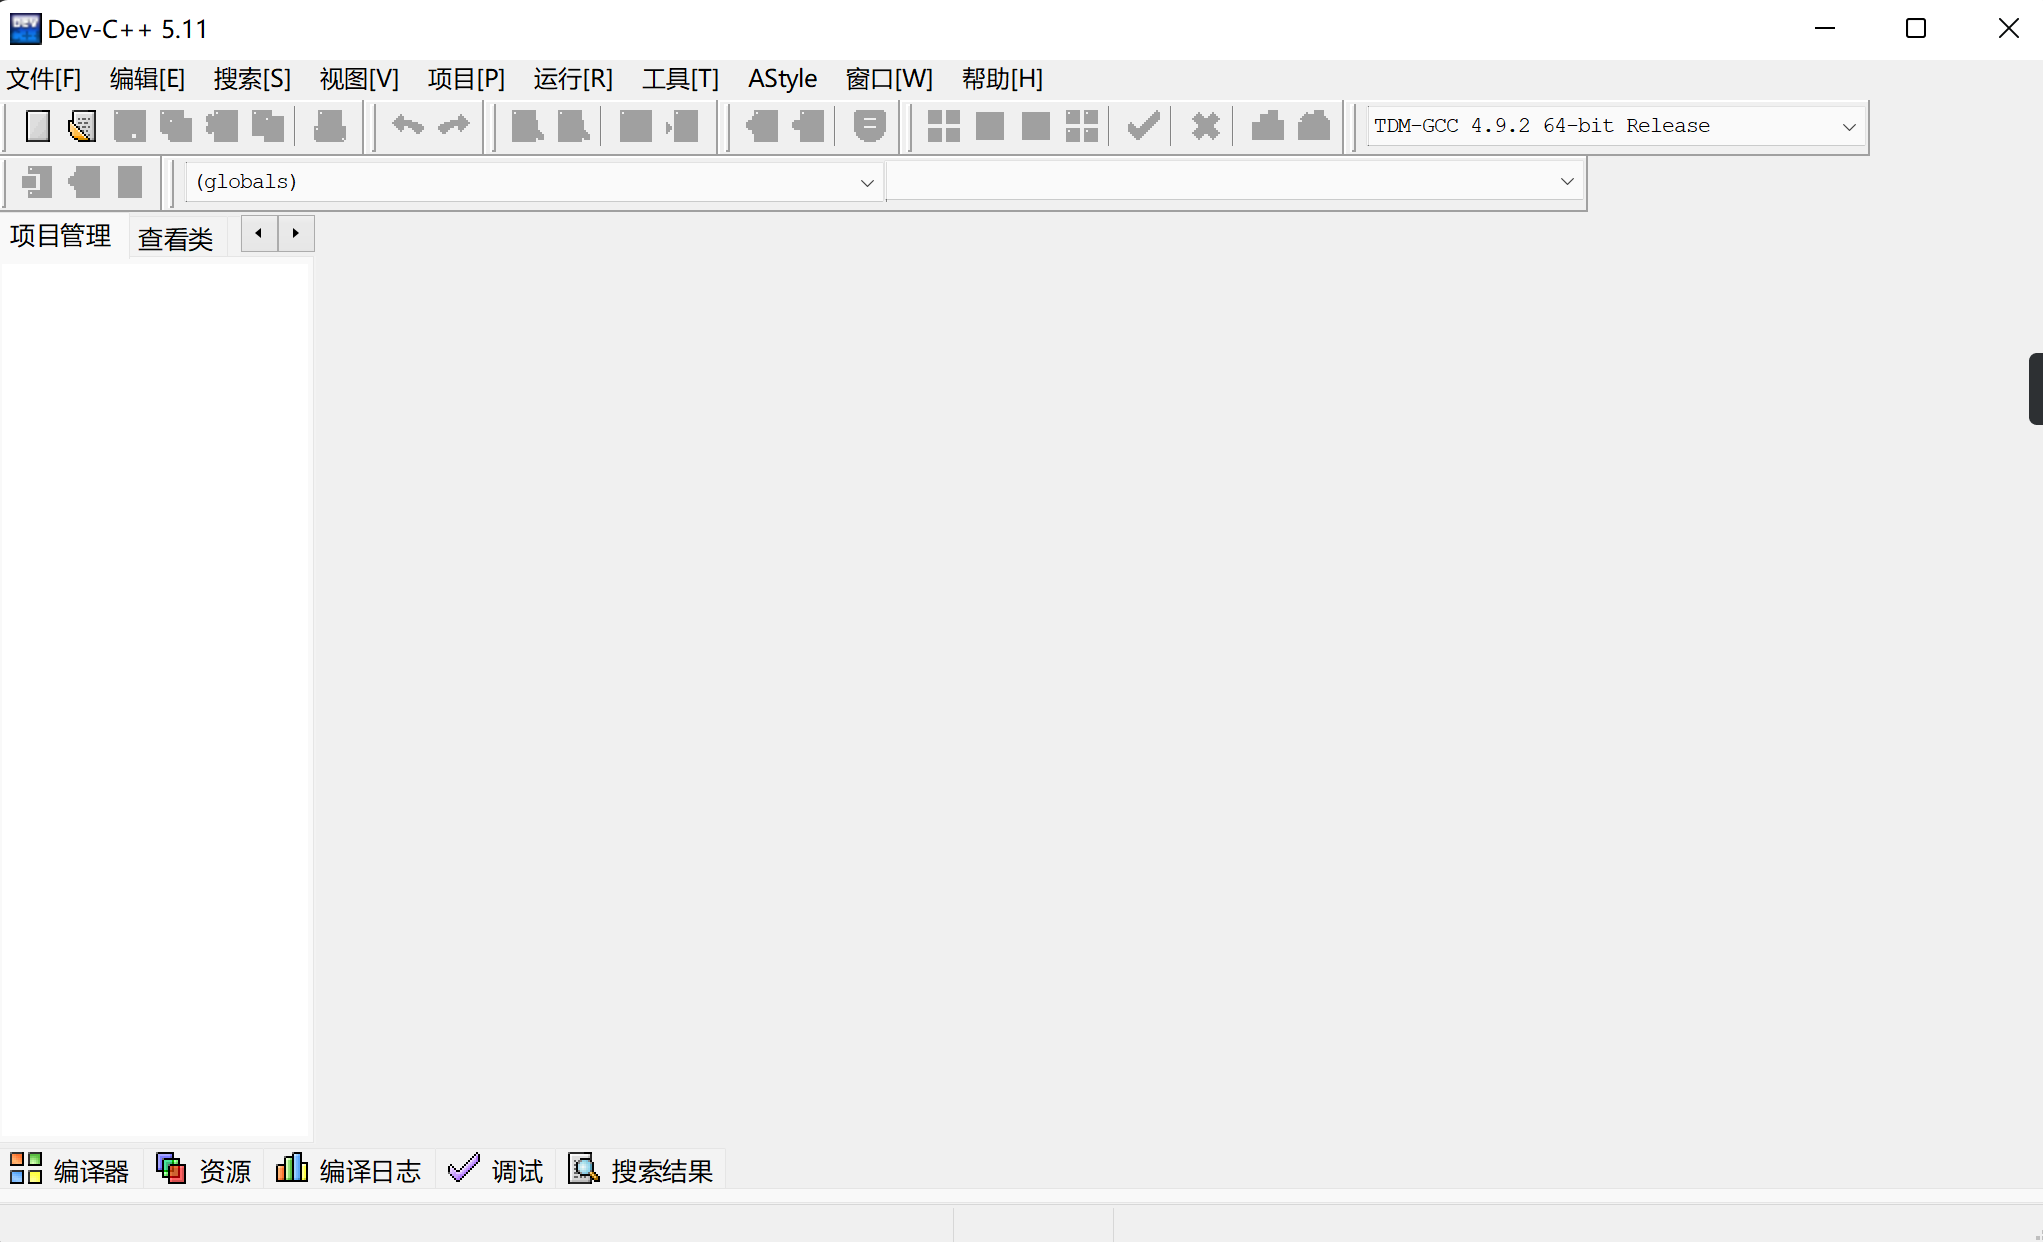 Dev-C++ 5.11
文件[F] 编辑[E] 搜索[S] 视图[V] 项目[P] 运行[R] 工具[T] AStyle 窗口[W] 帮助[H]
TDM-GCC 4.9.2 64-bit Release
(globals)
项目管理 查看类
编译器 资源 编译日志 调试 搜索结果